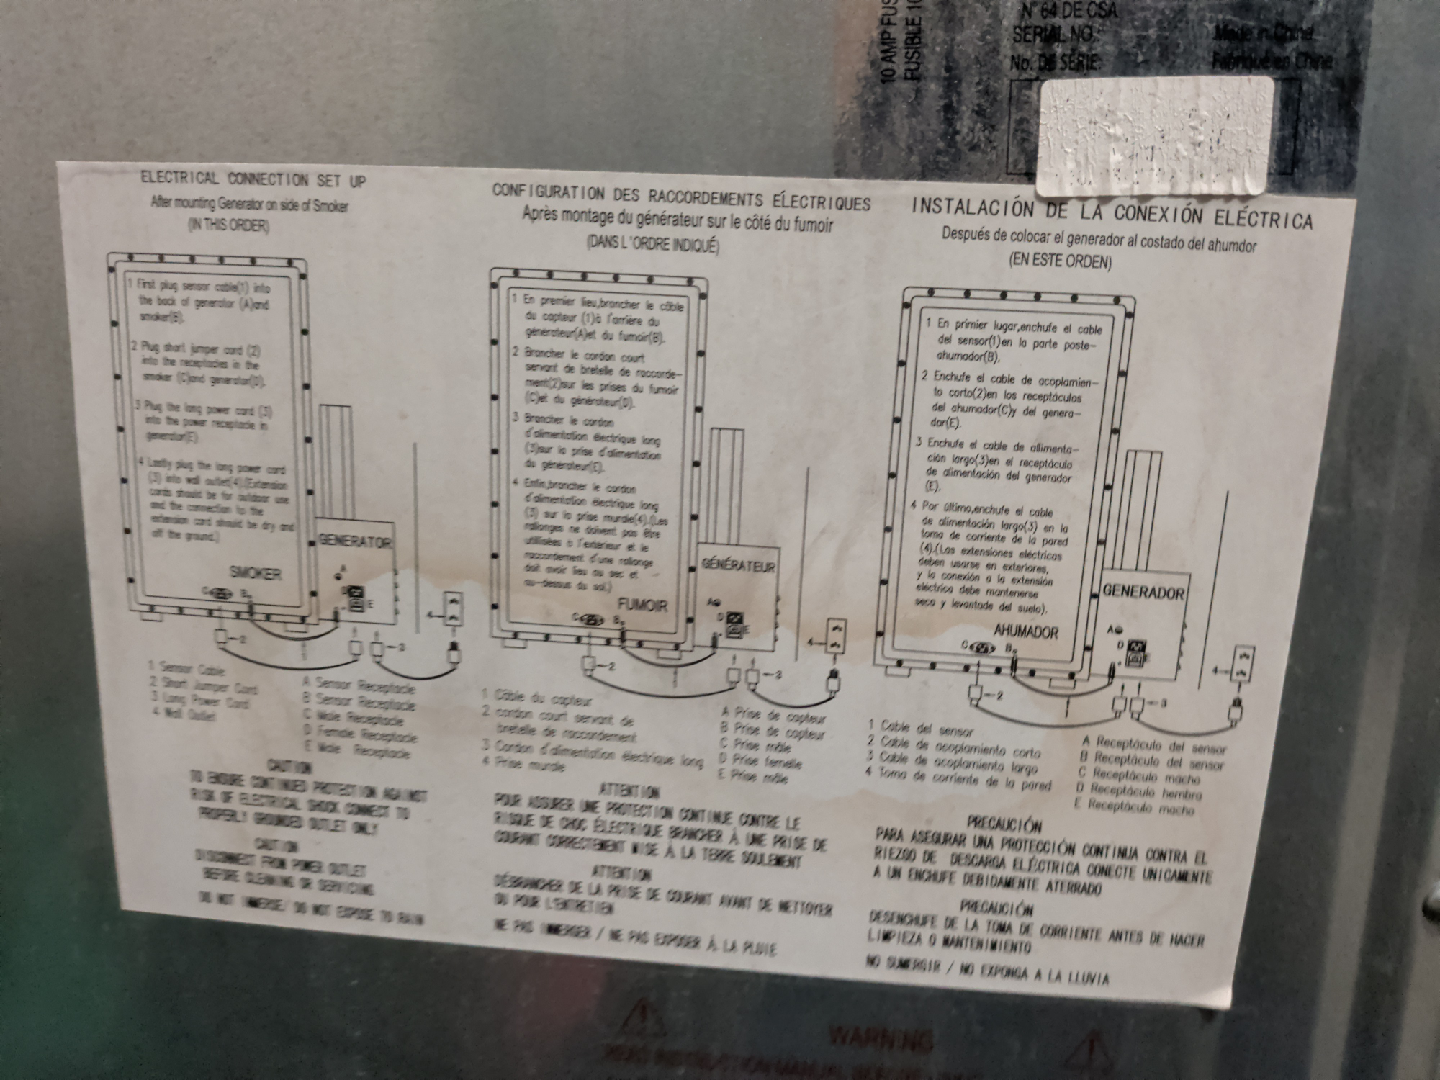 10 AMP FUS
FUSIBLE 10
N° 64 DE CSA
SERIAL NO.:
No. DE SÉRIE:
Made in China
Fabriqué en Chine
ELECTRICAL CONNECTION SET UP
After mounting Generator on side of Smoker
(IN THIS ORDER)
1 First plug sensor cable(1) into
the back of generator (A)and
smoker(B).
2 Plug short jumper cord (2)
into the receptacles in the
smoker (C)and generator(D).
3 Plug the long power cord (3)
into the power receptacle in
generator(E)
4 Lastly plug the long power cord
(3) into wall outlet(4).(Extension
cords should be for outdoor use
and the connection to the
extension cord should be dry and
off the ground.)
GENERATOR
SMOKER
A
C
B
D
E
2
3
4
1 Sensor Cable
2 Short Jumper Cord
3 Long Power Cord
4 Wall Outlet
A Sensor Receptacle
B Sensor Receptacle
C Male Receptacle
D Female Receptacle
E Male Receptacle
CAUTION
TO ENSURE CONTINUED PROTECTION AGAINST
RISK OF ELECTRICAL SHOCK CONNECT TO
PROPERLY GROUNDED OUTLET ONLY
CAUTION
DISCONNECT FROM POWER OUTLET
BEFORE CLEANING OR SERVICING
DO NOT IMMERSE/ DO NOT EXPOSE TO RAIN
CONFIGURATION DES RACCORDEMENTS ÉLECTRIQUES
Après montage du générateur sur le côté du fumoir
(DANS L'ORDRE INDIQUÉ)
1 En premier lieu,brancher le câble
du capteur (1)à l'arrière du
générateur(A)et du fumoir(B).
2 Brancher le cordon court
servant de bretelle de raccorde-
ment(2)sur les prises du fumoir
(C)et du générateur(D).
3 Brancher le cordon
d'alimentation électrique long
(3)sur la prise d'alimentation
du générateur(E).
4 Enfin,brancher le cordon
d'alimentation électrique long
(3) sur la prise murale(4).(Les
rallonges ne doivent pas être
utilisées à l'extérieur et le
raccordement d'une rallonge
doit avoir lieu au sec et
au-dessus du sol.)
GÉNÉRATEUR
FUMOIR
A
C
B
D
E
2
3
4
1 Câble du capteur
2 cordon court servant de
bretelle de raccordement
3 Cordon d'alimentation électrique long
4 Prise murale
A Prise de capteur
B Prise de capteur
C Prise mâle
D Prise femelle
E Prise mâle
ATTENTION
POUR ASSURER UNE PROTECTION CONTINUE CONTRE LE
RISQUE DE CHOC ÉLECTRIQUE BRANCHER À UNE PRISE DE
COURANT CORRECTEMENT MISE À LA TERRE SEULEMENT
ATTENTION
DÉBRANCHER DE LA PRISE DE COURANT AVANT DE NETTOYER
OU POUR L'ENTRETIEN
NE PAS IMMERGER / NE PAS EXPOSER À LA PLUIE
INSTALACIÓN DE LA CONEXIÓN ELÉCTRICA
Después de colocar el generador al costado del ahumdor
(EN ESTE ORDEN)
1 En primier lugar,enchufe el cable
del sensor(1)en la parte poste-
ahumador(B).
2 Enchufe el cable de acoplamien-
to corto(2)en los receptáculos
del ahumador(C)y del genera-
dor(E).
3 Enchufe el cable de alimenta-
ción largo(3)en el receptáculo
de alimentación del generador
(E).
4 Por último,enchufe el cable
de alimentación largo(3) en la
toma de corriente de la pared
(4).(Las extensiones eléctricas
deben usarse en exteriores,
y la conexión a la extensión
eléctrica debe mantenerse
seca y levantada del suelo).
GENERADOR
AHUMADOR
A
C
B
D
E
2
3
4
1 Cable del sensor
2 Cable de acoplamiento corto
3 Cable de acoplamiento largo
4 Toma de corriente de la pared
A Receptáculo del sensor
B Receptáculo del sensor
C Receptáculo macho
D Receptáculo hembra
E Receptáculo macho
PRECAUCIÓN
PARA ASEGURAR UNA PROTECCIÓN CONTINUA CONTRA EL
RIEZGO DE DESCARGA ELÉCTRICA CONECTE UNICAMENTE
A UN ENCHUFE DEBIDAMENTE ATERRADO
PRECAUCIÓN
DESENCHUFE DE LA TOMA DE CORRIENTE ANTES DE HACER
LIMPIEZA O MANTENIMIENTO
NO SUMERGIR / NO EXPONGA A LA LLUVIA
WARNING